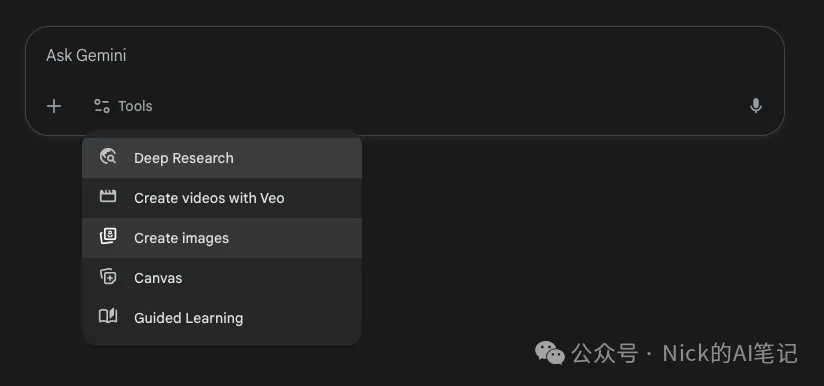 Ask Gemini
Tools
Deep Research
Create videos with Veo
Create images
Canvas
Guided Learning
公众号 · Nick的AI笔记